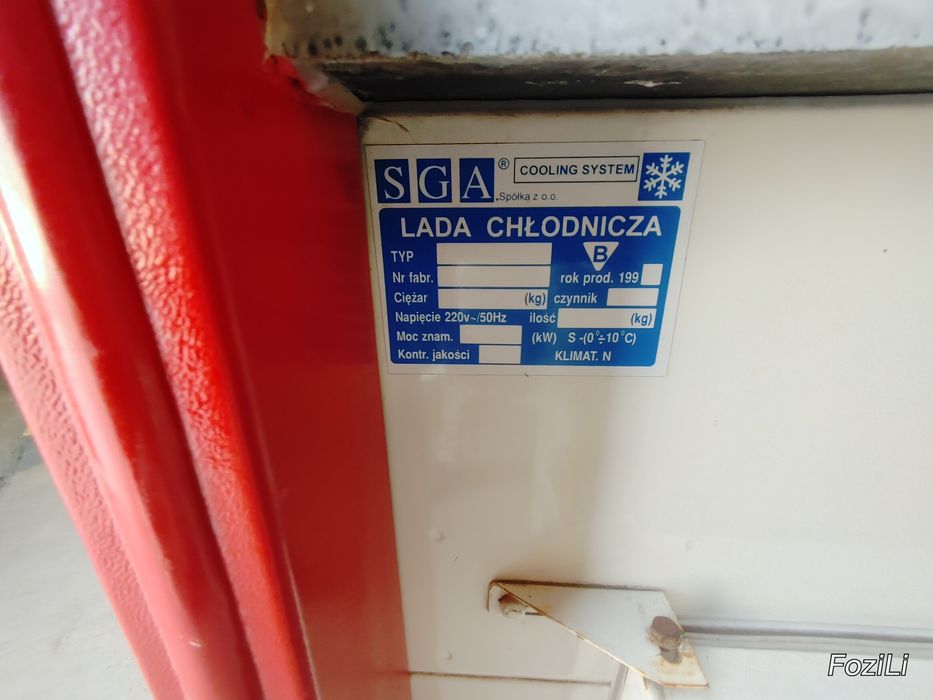 SGA® COOLING SYSTEM
Spółka z o.o.
LADA CHŁODNICZA
TYP B
Nr fabr. rok prod. 199
Ciężar (kg) czynnik
Napięcie 220v~/50Hz ilość (kg)
Moc znam. (kW) S -(0°÷10°C)
Kontr. jakości KLIMAT. N
FoziLi